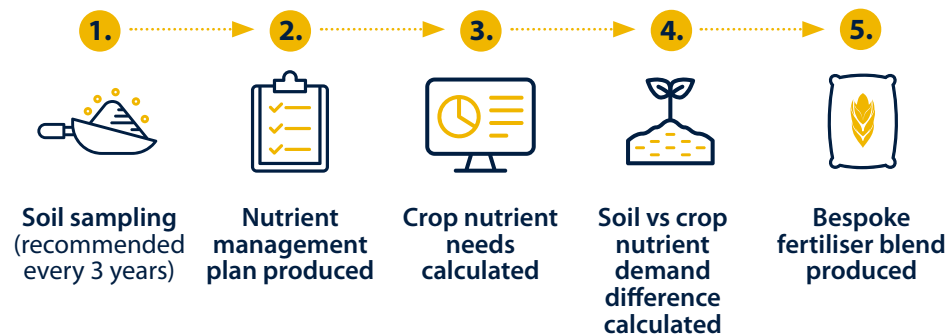 1.
2.
3.
4.
5.
Soil sampling
(recommended
every 3 years)
Nutrient
management
plan produced
Crop nutrient
needs
calculated
Soil vs crop
nutrient
demand
difference
calculated
Bespoke
fertiliser blend
produced